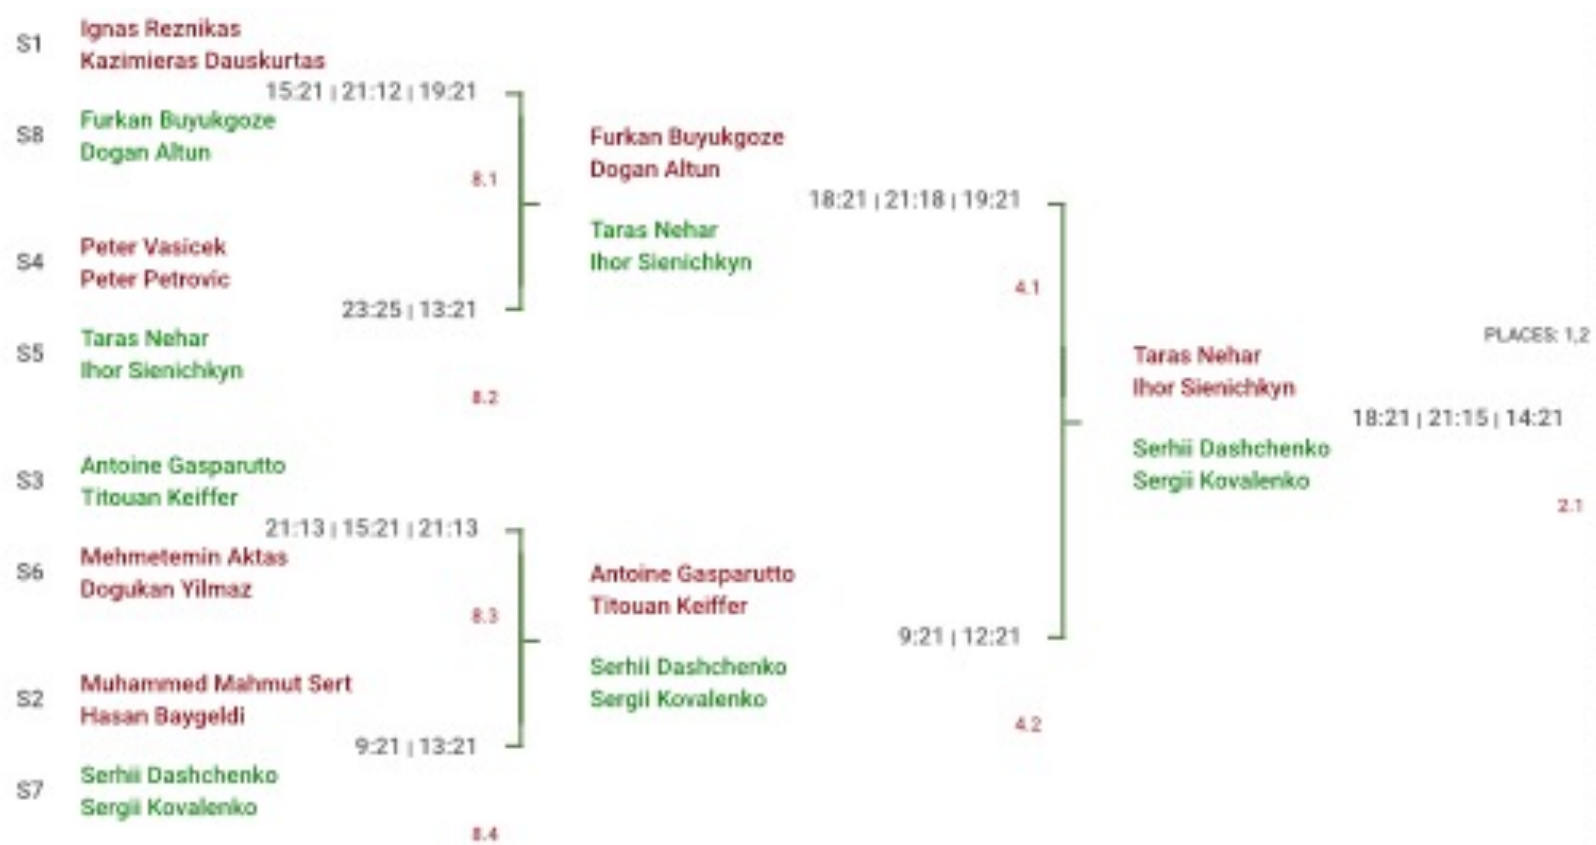 S1
Ignas Reznikas
Kazimieras Dauskurtas
15:21 | 21:12 | 19:21
S8
Furkan Buyukgoze
Dogan Altun
8.1
S4
Peter Vasicek
Peter Petrovic
23:25 | 13:21
S5
Taras Nehar
Ihor Sienichkyn
8.2
S3
Antoine Gasparutto
Titouan Keiffer
21:13 | 15:21 | 21:13
S6
Mehmetemin Aktas
Dogukan Yilmaz
8.3
S2
Muhammed Mahmut Sert
Hasan Baygeldi
9:21 | 13:21
S7
Serhii Dashchenko
Sergii Kovalenko
8.4
Furkan Buyukgoze
Dogan Altun
18:21 | 21:18 | 19:21
Taras Nehar
Ihor Sienichkyn
4.1
Antoine Gasparutto
Titouan Keiffer
9:21 | 12:21
Serhii Dashchenko
Sergii Kovalenko
4.2
PLACES: 1,2
Taras Nehar
Ihor Sienichkyn
18:21 | 21:15 | 14:21
Serhii Dashchenko
Sergii Kovalenko
2.1